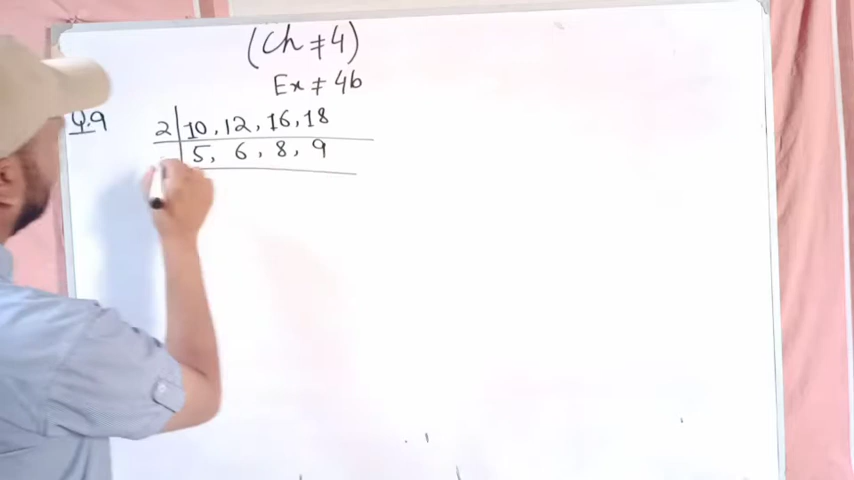 (Ch ≠ 4)
Ex ≠ 4b
Q.9
2 | 10, 12, 16, 18
5, 6, 8, 9